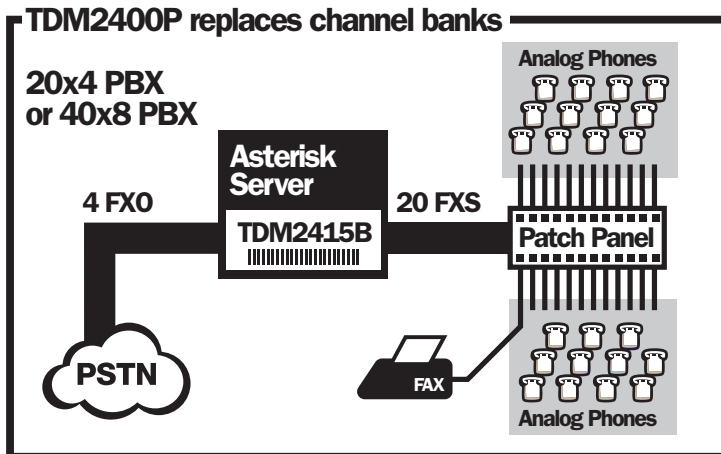 TDM2400P replaces channel banks
20x4 PBX
or 40x8 PBX
Analog Phones
Asterisk
Server
4 FXO
TDM2415B
20 FXS
Patch Panel
PSTN
FAX
Analog Phones